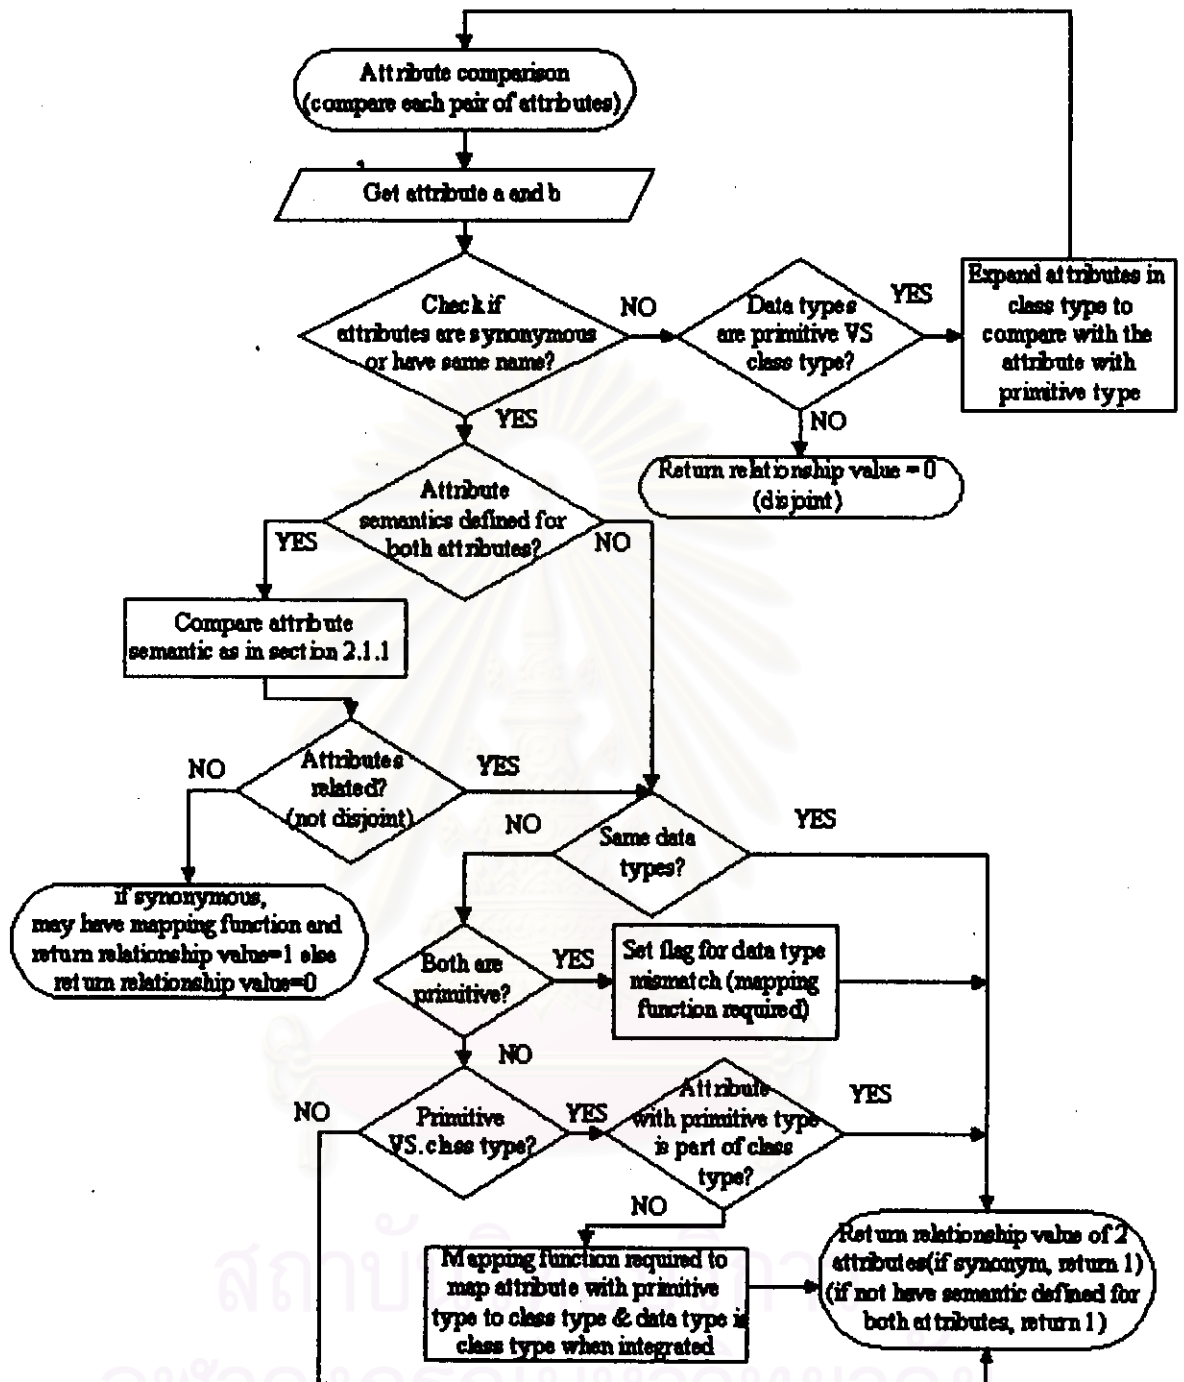 Attribute comparison
(compare each pair of attributes)
Get attribute a and b
Check if
attributes are synonymous
or have same name?
NO
Data types
are primitive VS
class type?
YES
Expand attributes in
class type to
compare with the
attribute with
primitive type
YES
NO
Return relationship value = 0
(disjoint)
Attribute
semantics defined for
both attributes?
YES
NO
Compare attribute
semantic as in section 2.1.1
Attributes
related?
(not disjoint)
NO
YES
if synonymous,
may have mapping function and
return relationship value=1 else
return relationship value=0
Same data
types?
NO
YES
Both are
primitive?
YES
Set flag for data type
mismatch (mapping
function required)
NO
Primitive
VS. class type?
NO
YES
Attribute
with primitive type
is part of class
type?
YES
NO
Mapping function required to
map attribute with primitive
type to class type & data type is
class type when integrated
Return relationship value of 2
attributes(if synonym, return 1)
(if not have semantic defined for
both attributes, return 1)